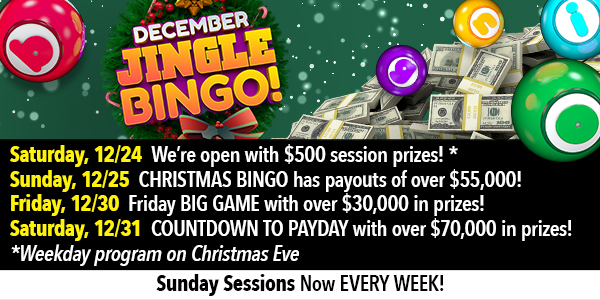 DECEMBER
JINGLE
BINGO!
Saturday, 12/24 We're open with $500 session prizes! *
Sunday, 12/25 CHRISTMAS BINGO has payouts of over $55,000!
Friday, 12/30 Friday BIG GAME with over $30,000 in prizes!
Saturday, 12/31 COUNTDOWN TO PAYDAY with over $70,000 in prizes!
*Weekday program on Christmas Eve
Sunday Sessions Now EVERY WEEK!